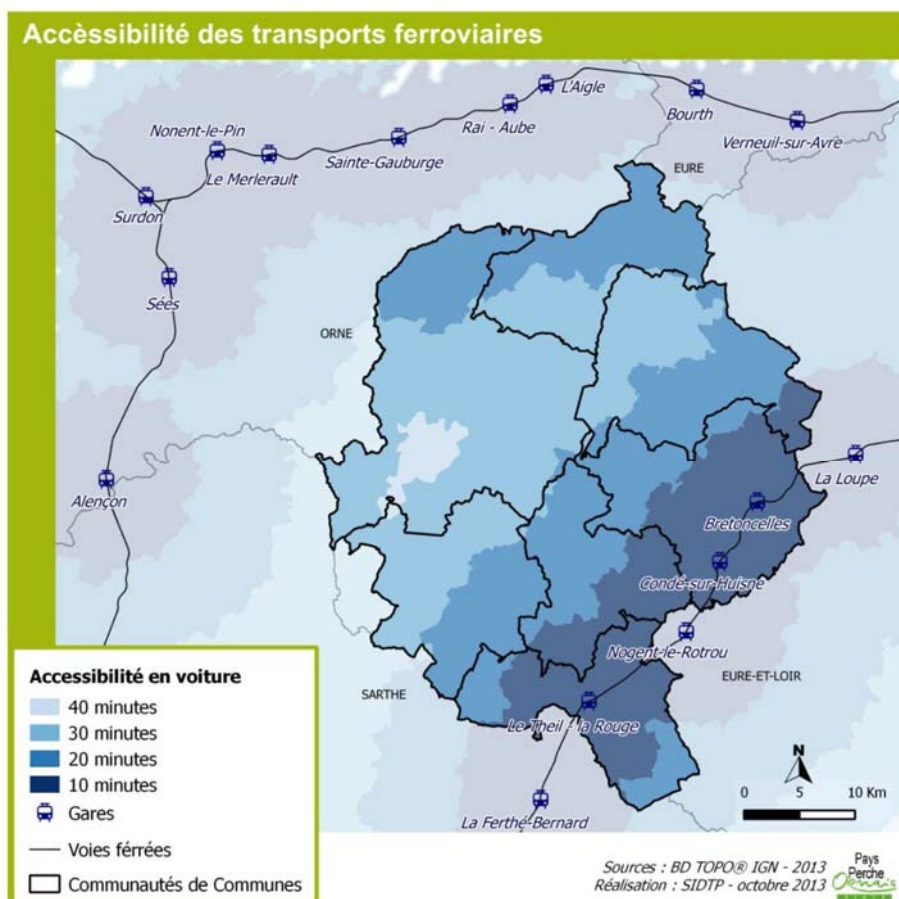 Accèssibilité des transports ferroviaires
L'Aigle
Rai - Aube
Bourth
Nonent-le-Pin
Verneuil-sur-Avre
Sainte-Gauburge
Le Merlerault
EURE
Surdon
Sées
ORNE
La Loupe
Alençon
Bretoncelles
Condé-sur-Huisne
Nogent-le-Rotrou
EURE-ET-LOIR
SARTHE
Le Theil - la Rouge
La Ferthé-Bernard
Accessibilité en voiture
40 minutes
30 minutes
20 minutes
10 minutes
Gares
Voies férrées
Communautés de Communes
N
0 5 10 Km
Sources : BD TOPO® IGN - 2013
Réalisation : SIDTP - octobre 2013
Pays
Perche
Ornais